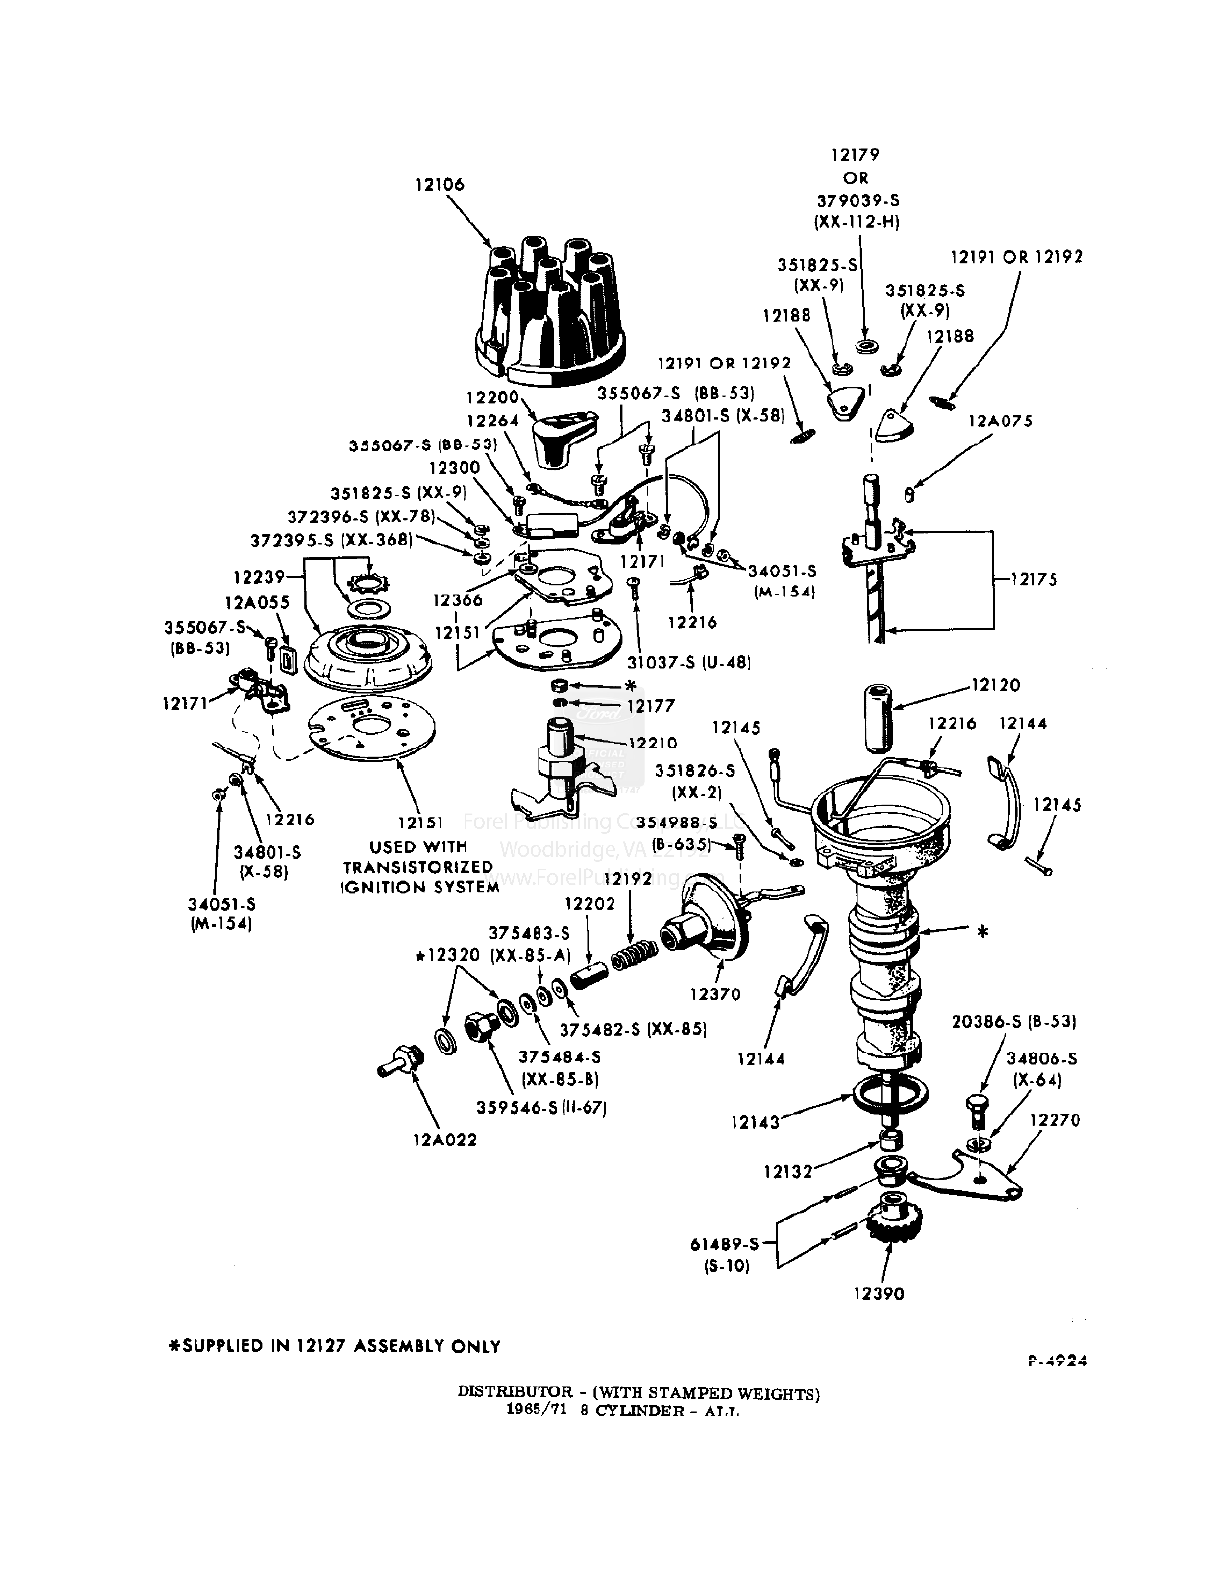 12179
OR
379039-S
(XX-112-H)
12106
351825-S
(XX-9)
12191 OR 12192
351825-S
(XX-9)
12188
12188
12191 OR 12192
12200
355067-S (BB-53)
12264
34801-S (X-58)
12A075
355067-S (BB-53)
12300
351825-S (XX-9)
372396-S (XX-78)
372395-S (XX-368)
12171
34051-S
(M-154)
12175
12239
12A055
12366
12216
355067-S
(BB-53)
12151
31037-S (U-48)
*
12120
12171
12177
12145
12216
12144
12210
351826-S
(XX-2)
12145
12216
12151
354988-S
(B-635)
Forel Publishing Company, LLC
Woodbridge, VA 22192
www.ForelPublishing.com
34801-S
(X-58)
USED WITH
TRANSISTORIZED
IGNITION SYSTEM
12192
34051-S
(M-154)
12202
375483-S
(XX-85-A)
*12320
*
12370
375482-S (XX-85)
20386-S (B-53)
375484-S
(XX-85-B)
12144
34806-S
(X-64)
359546-S (II-67)
12143
12270
12A022
12132
61489-S
(S-10)
12390
*SUPPLIED IN 12127 ASSEMBLY ONLY
P-4924
DISTRIBUTOR - (WITH STAMPED WEIGHTS)
1965/71 8 CYLINDER - ALL